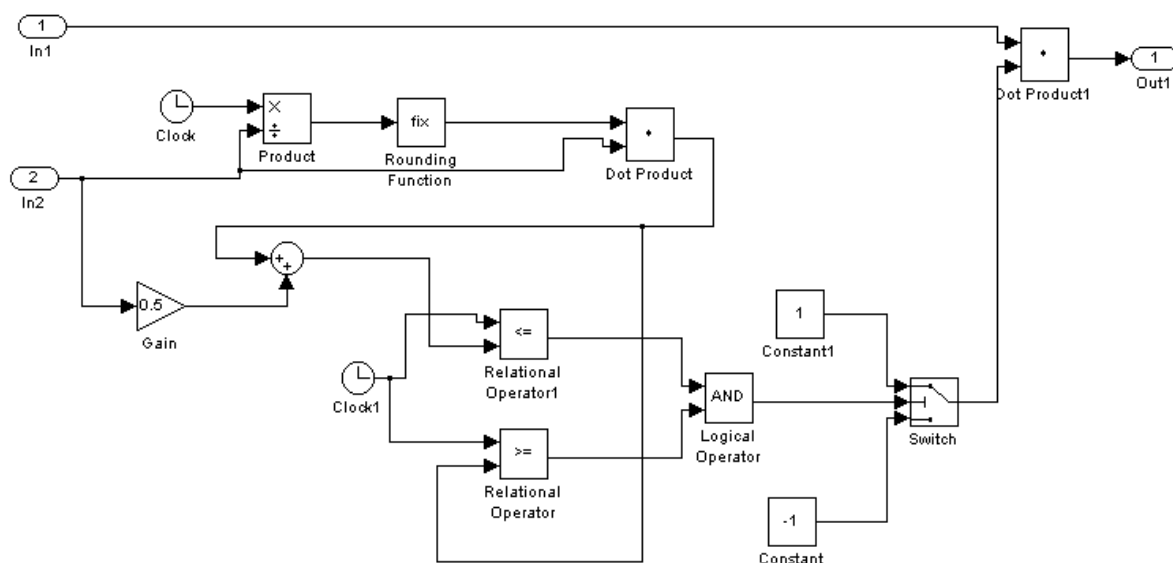 1
In1
Clock
×
÷
Product
fix
Rounding
Function
Dot Product
Dot Product1
1
Out1
2
In2
0.5
Gain
+
+
<=
Relational
Operator1
Clock1
>=
Relational
Operator
AND
Logical
Operator
1
Constant1
Switch
-1
Constant